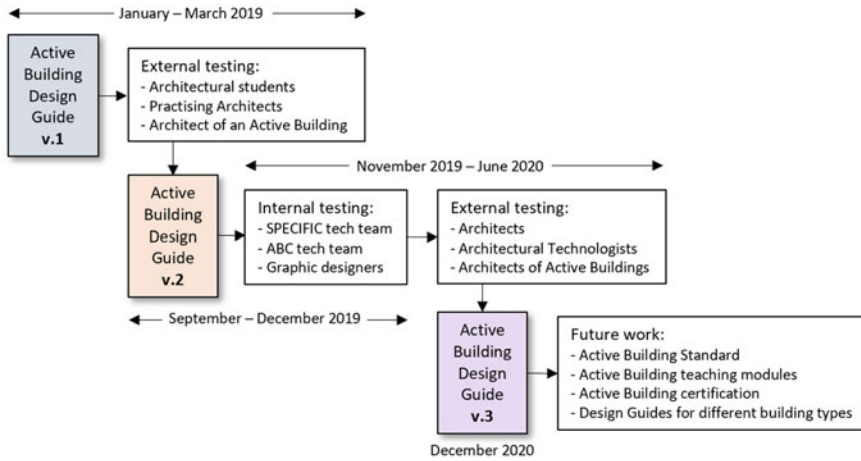 January – March 2019
Active
Building
Design
Guide
v.1
External testing:
- Architectural students
- Practising Architects
- Architect of an Active Building
November 2019 – June 2020
Active
Building
Design
Guide
v.2
Internal testing:
- SPECIFIC tech team
- ABC tech team
- Graphic designers
External testing:
- Architects
- Architectural Technologists
- Architects of Active Buildings
September – December 2019
Active
Building
Design
Guide
v.3
Future work:
- Active Building Standard
- Active Building teaching modules
- Active Building certification
- Design Guides for different building types
December 2020